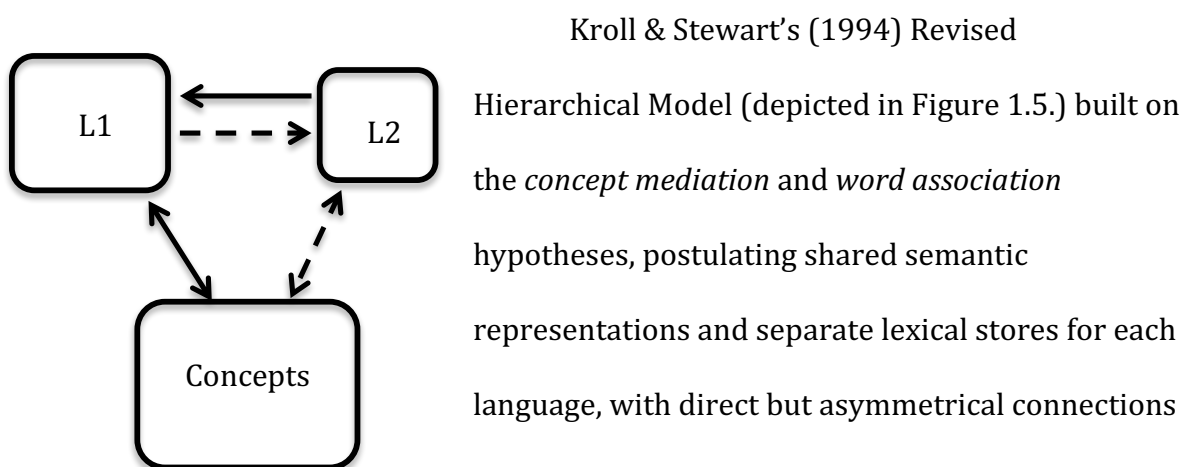 Kroll & Stewart’s (1994) Revised
L1
L2
Hierarchical Model (depicted in Figure 1.5.) built on
the concept mediation and word association
hypotheses, postulating shared semantic
representations and separate lexical stores for each
Concepts
language, with direct but asymmetrical connections